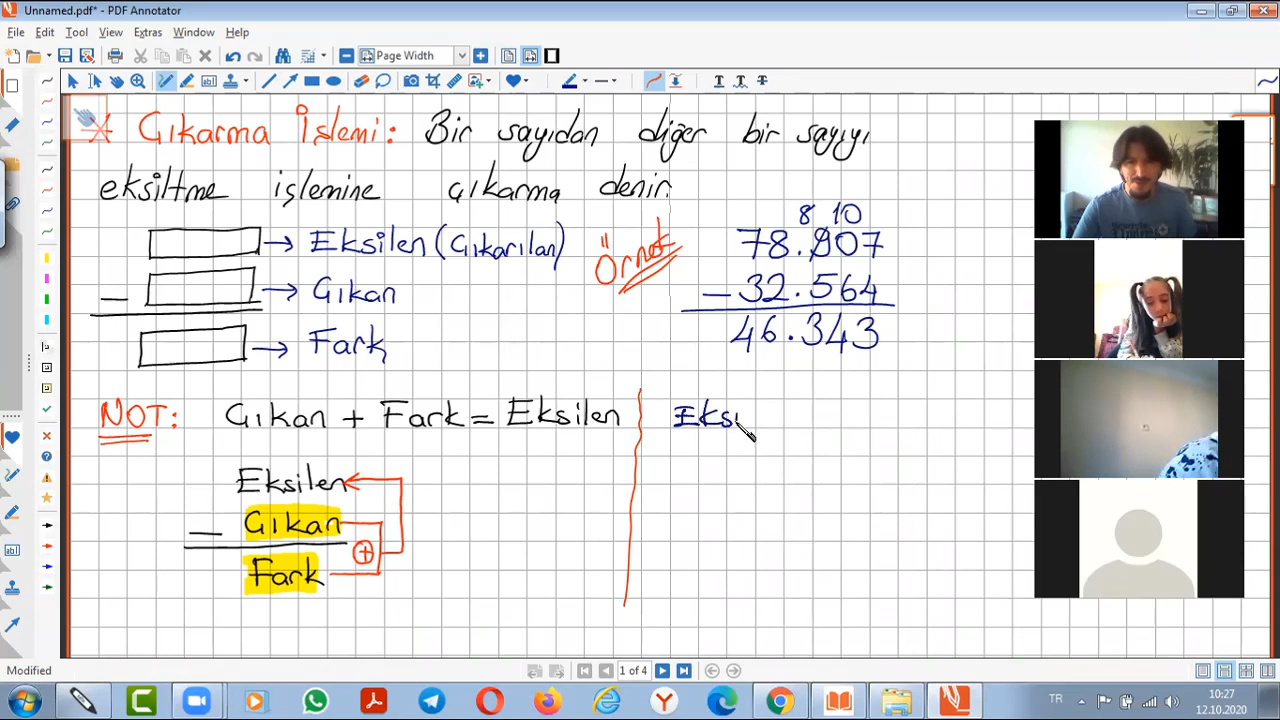 Unnamed.pdf* - PDF Annotator
File Edit Tool View Extras Window Help
Page Width
Çıkarma İşlemi: Bir sayıdan diğer bir sayıyı
eksiltme işlemine çıkarma denir.
→ Eksilen (Çıkarılan)
— → Çıkan
→ Fark
Örnek
8 10
78.907
— 32.564
46.343
NOT: Çıkan + Fark = Eksilen
Eksi
Eksilen
— Çıkan
+
Fark
Modified
1 of 4
TR
10:27
12.10.2020